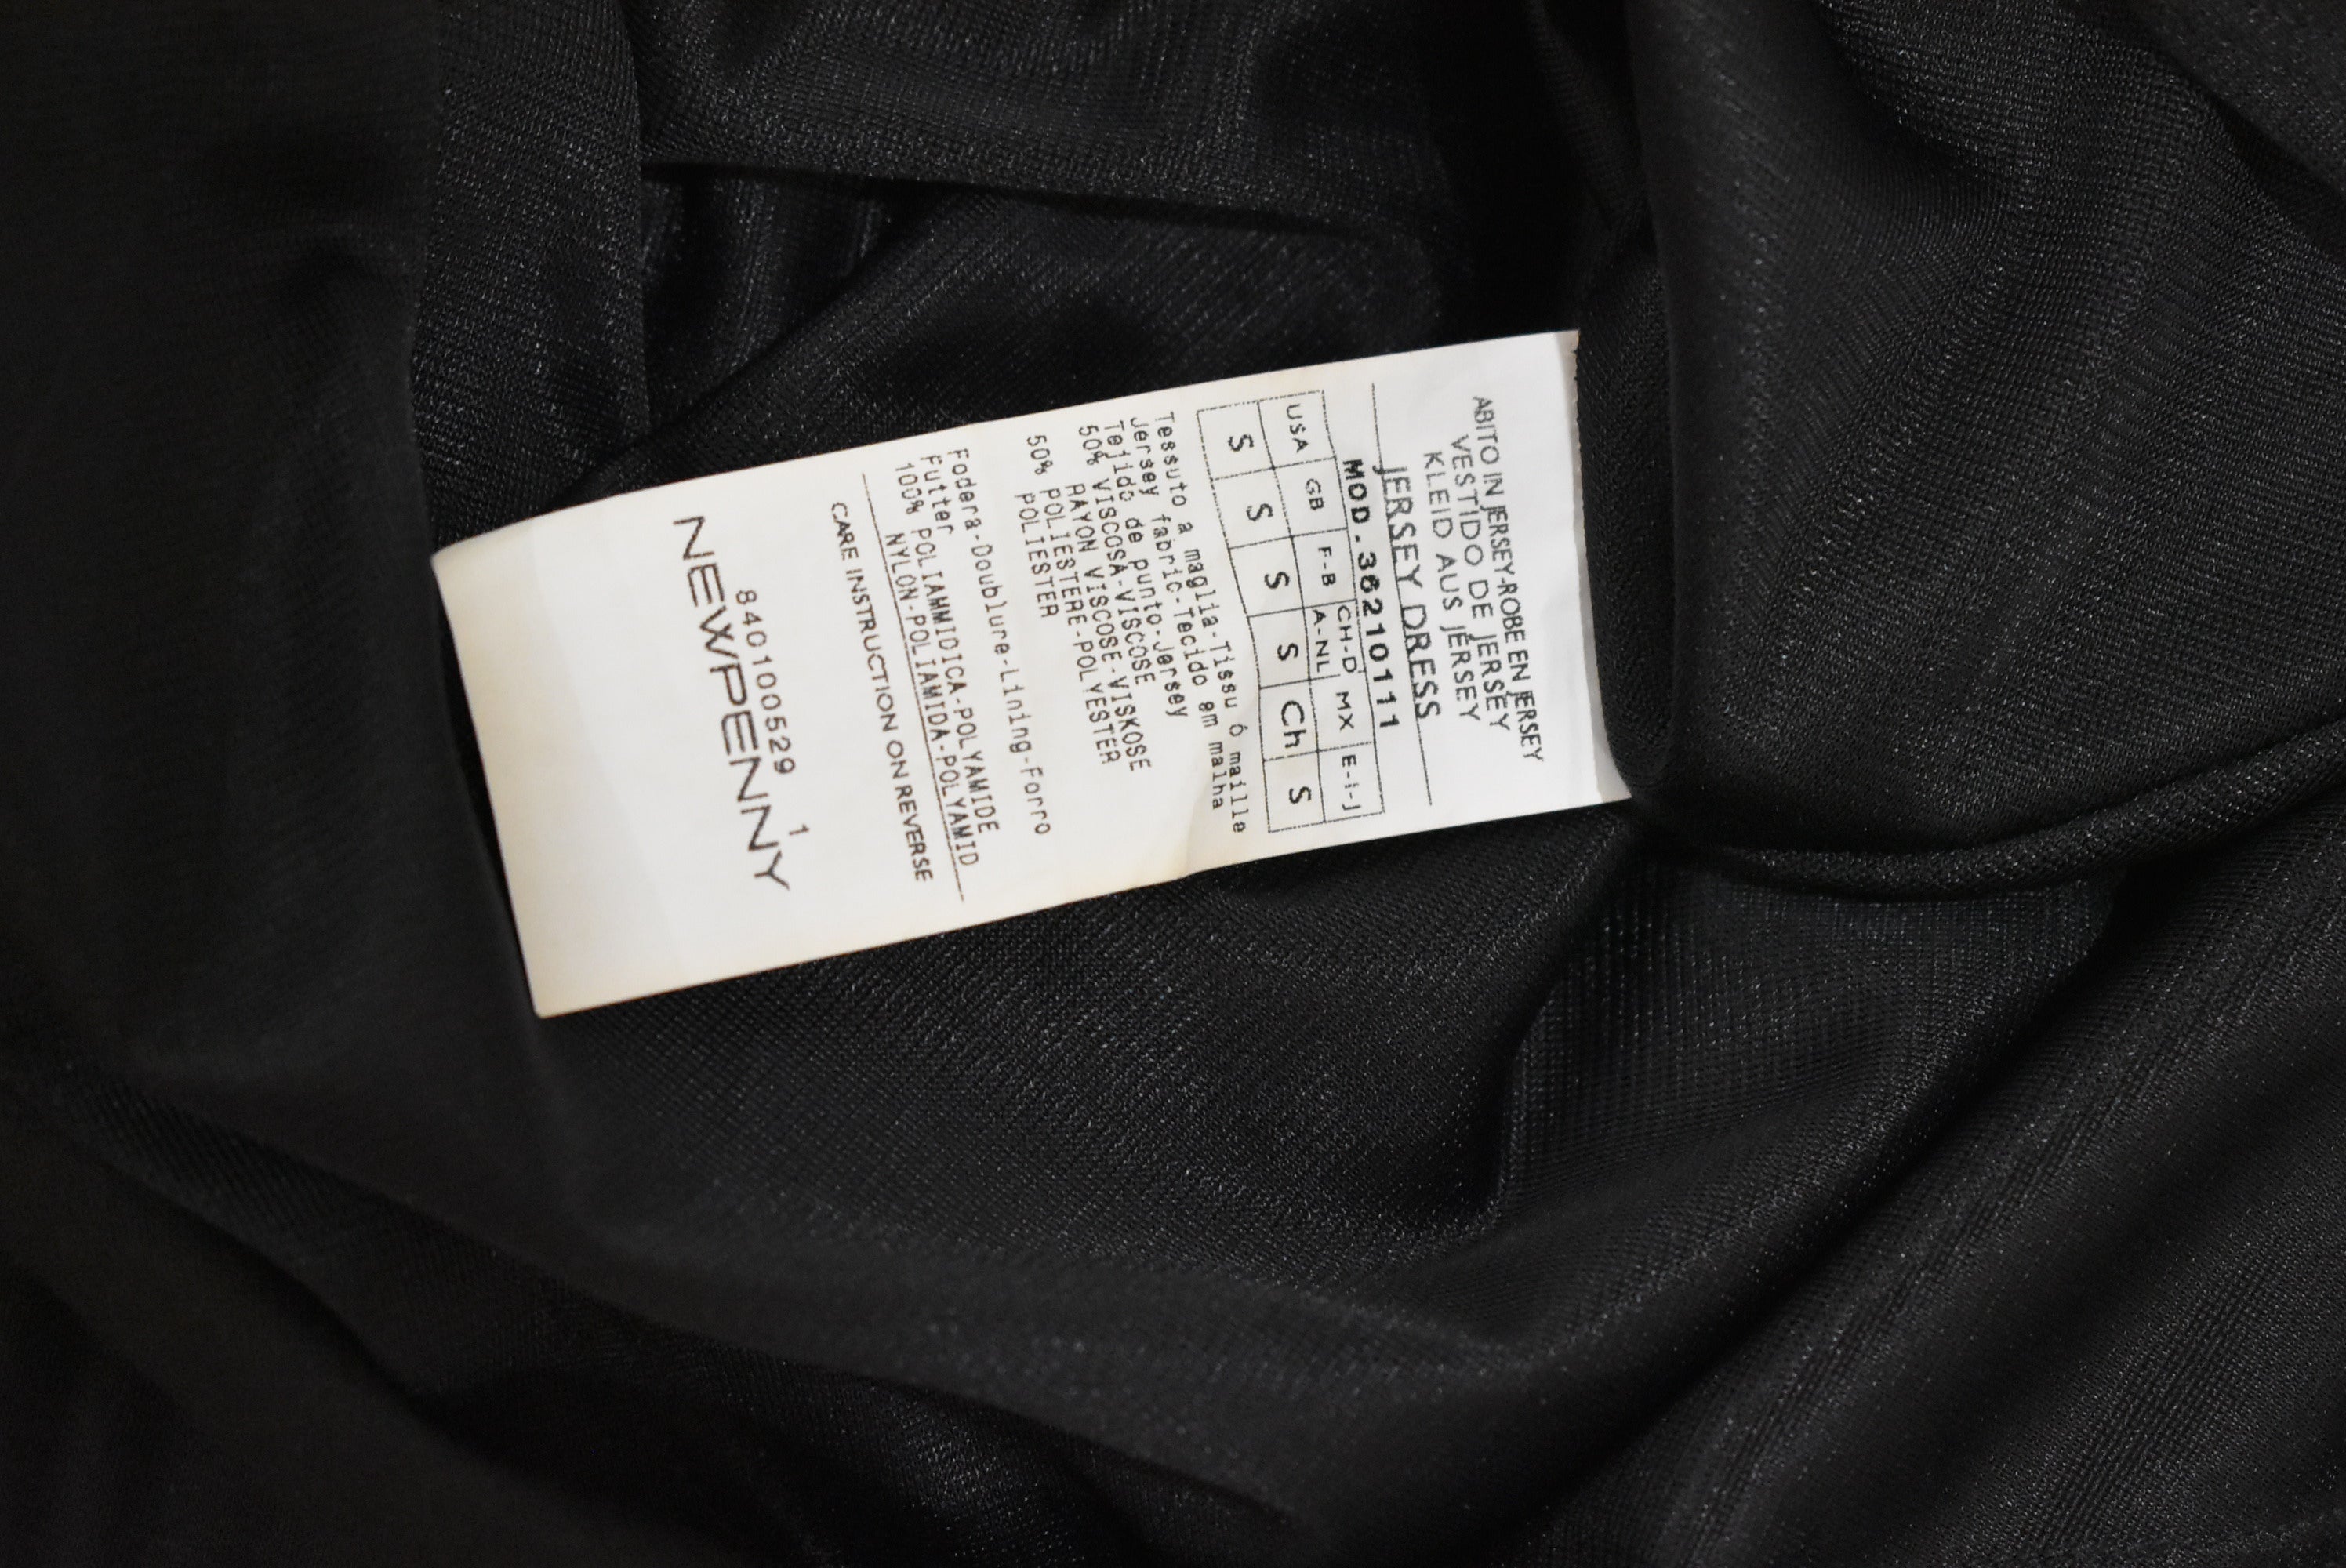 ABITO IN JERSEY-ROBE EN JERSEY
VESTIDO DE JERSEY
KLEID AUS JERSEY
JERSEY DRESS
MOD.36210111
USA GB F-B CH-D A-NL MX E-I-J
S S S S Ch S
Tessuto a maglia-Tissu ó maille
Jersey fabric-Tecido em malha
Tejido de punto-Jersey
50% VISCOSA-VISCOSE
RAYON VISCOSE-VISKOSE
50% POLIESTERE-POLYESTER
POLIESTER
Fodera-Doublure-Lining-Forro
Futter
100% POLIAMMIDICA-POLYAMIDE
NYLON-POLIAMIDA-POLYAMID
CARE INSTRUCTION ON REVERSE
8401000529 1
NEWPENNY